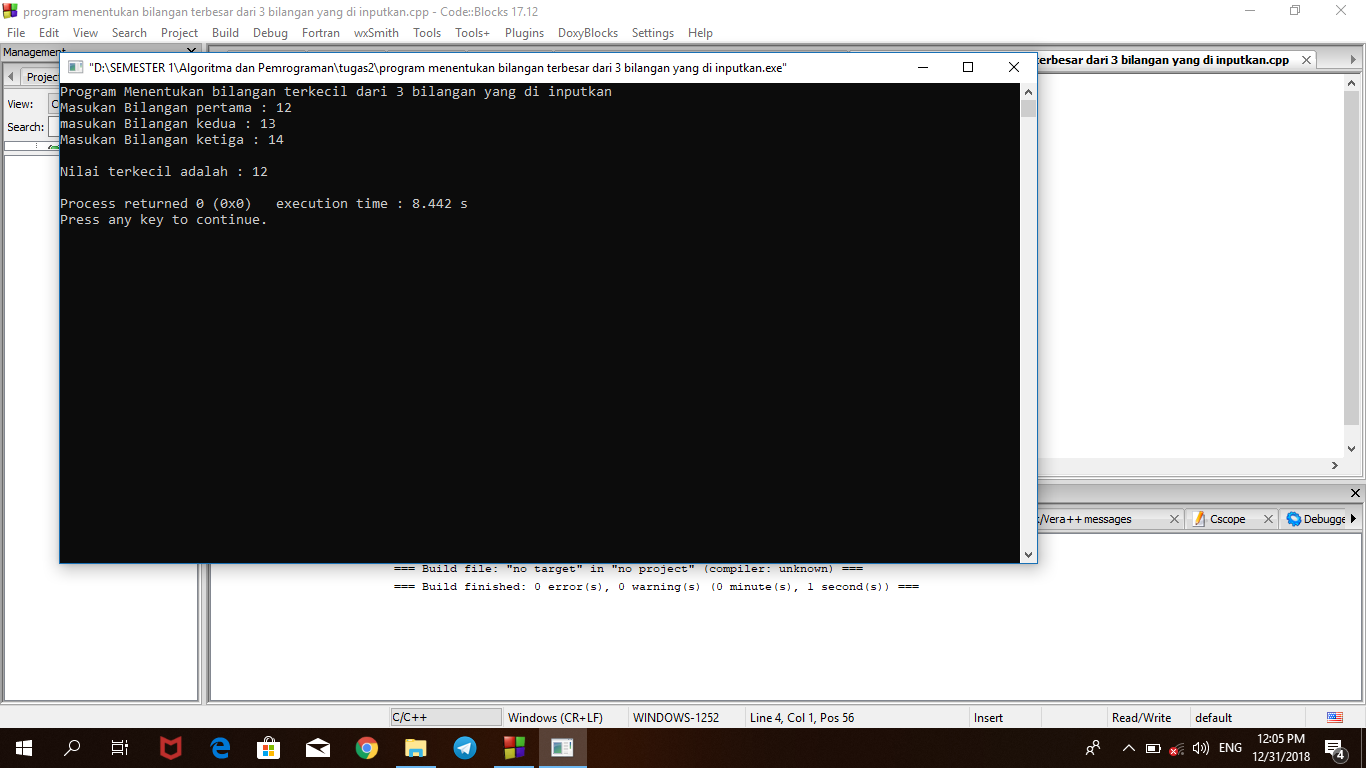 program menentukan bilangan terbesar dari 3 bilangan yang di inputkan.cpp - Code::Blocks 17.12
File Edit View Search Project Build Debug Fortran wxSmith Tools Tools+ Plugins DoxyBlocks Settings Help
Management
"D:\SEMESTER 1\Algoritma dan Pemrograman\tugas2\program menentukan bilangan terbesar dari 3 bilangan yang di inputkan.exe"
terbesar dari 3 bilangan yang di inputkan.cpp
Projec
View:
Search:
Program Menentukan bilangan terkecil dari 3 bilangan yang di inputkan
Masukan Bilangan pertama : 12
masukan Bilangan kedua : 13
Masukan Bilangan ketiga : 14
Nilai terkecil adalah : 12
Process returned 0 (0x0)   execution time : 8.442 s
Press any key to continue.
/Vera++ messages Cscope Debugge
=== Build file: "no target" in "no project" (compiler: unknown) ===
=== Build finished: 0 error(s), 0 warning(s) (0 minute(s), 1 second(s)) ===
C/C++ Windows (CR+LF) WINDOWS-1252 Line 4, Col 1, Pos 56 Insert Read/Write default
ENG
12:05 PM
12/31/2018
4